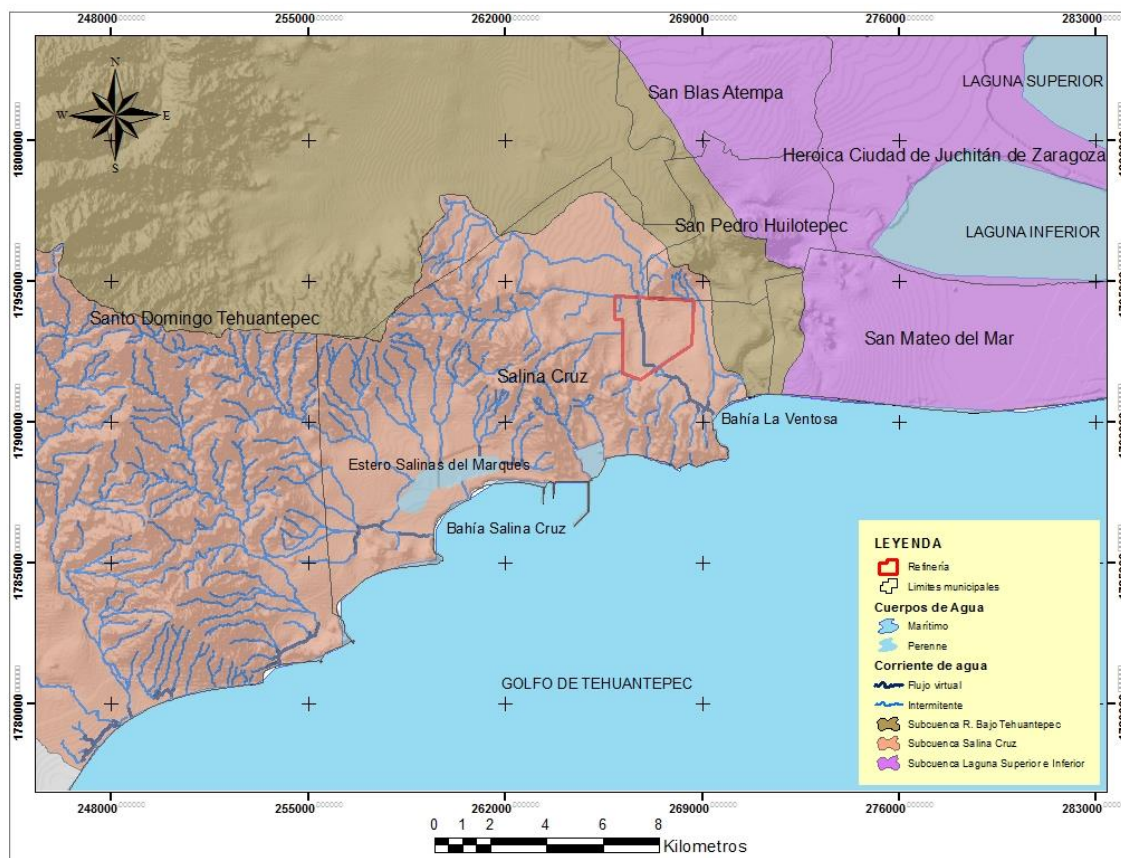 248000 255000 262000 269000 276000 283000
N
W E
S
San Blas Atempa
LAGUNA SUPERIOR
1800000
Heroica Ciudad de Juchitán de Zaragoza
San Pedro Huilotepec
LAGUNA INFERIOR
1795000
Santo Domingo Tehuantepec
San Mateo del Mar
Salina Cruz
1790000
Bahía La Ventosa
Estero Salinas del Marques
Bahía Salina Cruz
1785000
GOLFO DE TEHUANTEPEC
1780000
LEYENDA
Refinería
Limites municipales
Cuerpos de Agua
Marítimo
Perenne
Corriente de agua
Flujo virtual
Intermitente
Subcuenca R. Bajo Tehuantepec
Subcuenca Salina Cruz
Subcuenca Laguna Superior e Inferior
248000 255000 262000 269000 276000 283000
0 1 2 4 6 8
Kilometros